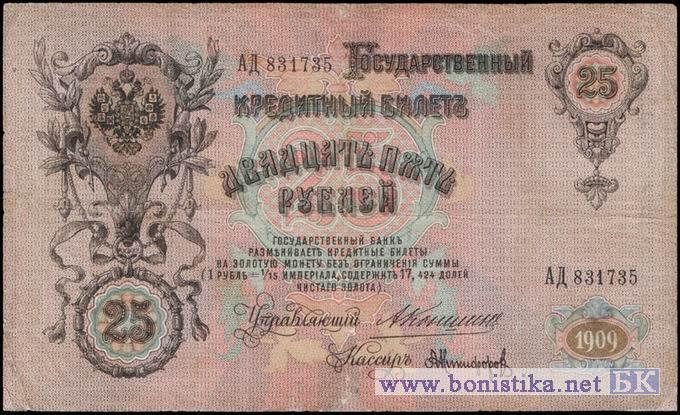 АД 831735 Государственный
25
кредитный билетъ
двадцать пять
рублей
Государственный банкъ
размѣниваетъ кредитные билеты
на золотую монету безъ ограниченія суммы
(1 рубль = 1/15 имперіала, содержитъ 17,424 долей
чистаго золота).
АД 831735
25
Управляющій АКоншинъ
1909
Кассиръ
www.bonistika.net БК